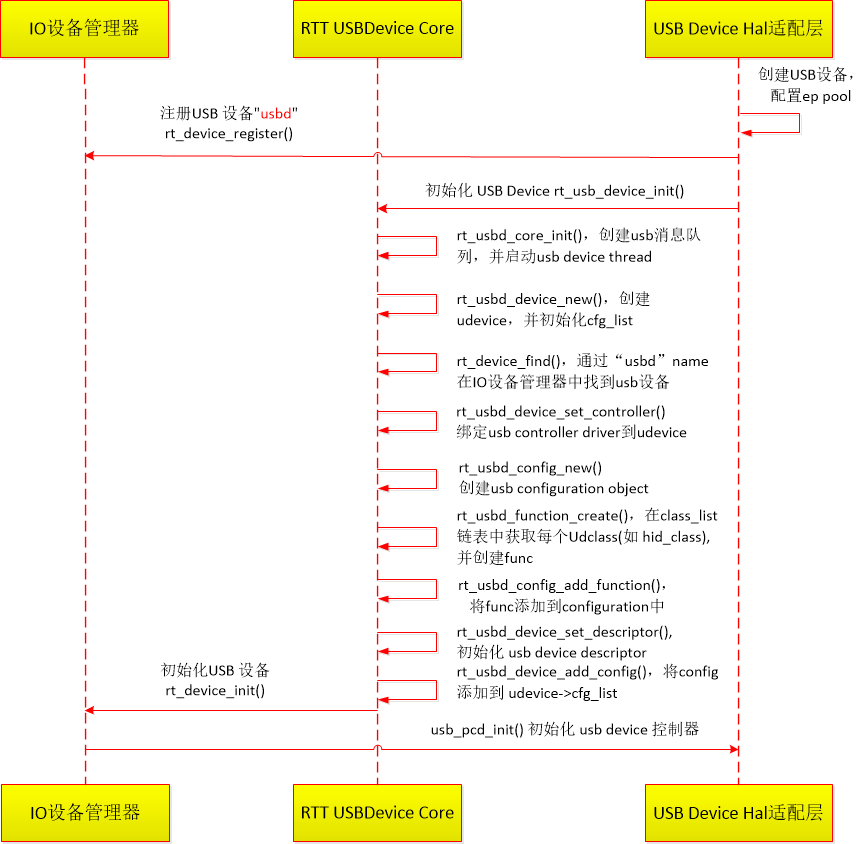 IO设备管理器
RTT USBDevice Core
USB Device Hal适配层
创建USB设备，
配置ep pool
注册USB 设备"usbd"
rt_device_register()
初始化 USB Device rt_usb_device_init()
rt_usbd_core_init()，创建usb消息队
列，并启动usb device thread
rt_usbd_device_new()，创建
udevice，并初始化cfg_list
rt_device_find()，通过“usbd”name
在IO设备管理器中找到usb设备
rt_usbd_device_set_controller()
绑定usb controller driver到udevice
rt_usbd_config_new()
创建usb configuration object
rt_usbd_function_create()，在class_list
链表中获取每个Udclass(如 hid_class),
并创建func
rt_usbd_config_add_function()，
将func添加到configuration中
rt_usbd_device_set_descriptor(),
初始化 usb device descriptor
rt_usbd_device_add_config()，将config
添加到 udevice->cfg_list
初始化USB 设备
rt_device_init()
usb_pcd_init() 初始化 usb device 控制器
IO设备管理器
RTT USBDevice Core
USB Device Hal适配层